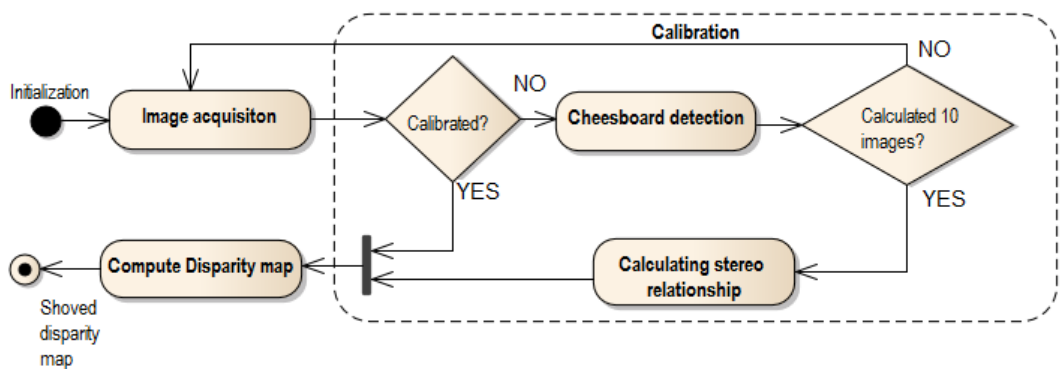 Calibration
NO
Initialization
Image acquisiton
Calibrated?
NO
Cheesboard detection
Calculated 10
images?
YES
YES
Compute Disparity map
Calculating stereo
relationship
Shoved
disparity
map